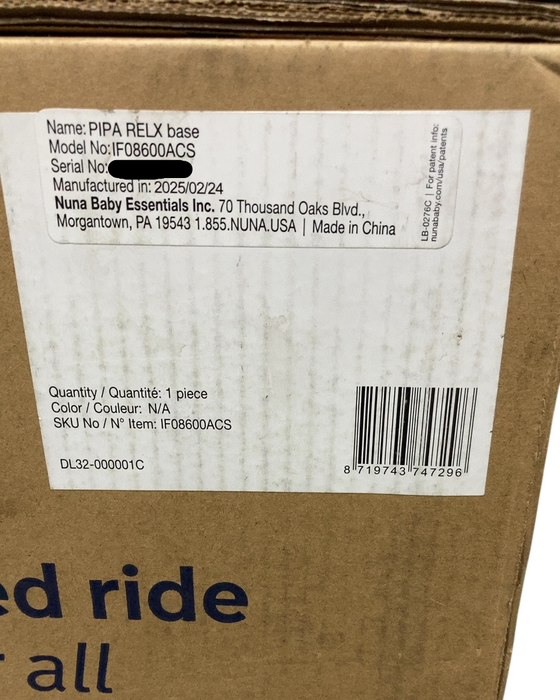 Name: PIPA RELX base
Model No: IF08600ACS
Serial No:
Manufactured in: 2025/02/24
Nuna Baby Essentials Inc. 70 Thousand Oaks Blvd.,
Morgantown, PA 19543 1.855.NUNA.USA | Made in China
LB-0276C | For patent info:
nunababy.com/usa/patents
Quantity / Quantité: 1 piece
Color / Couleur: N/A
SKU No / N° Item: IF08600ACS
DL32-000001C
8 719743 747296
ed ride
all